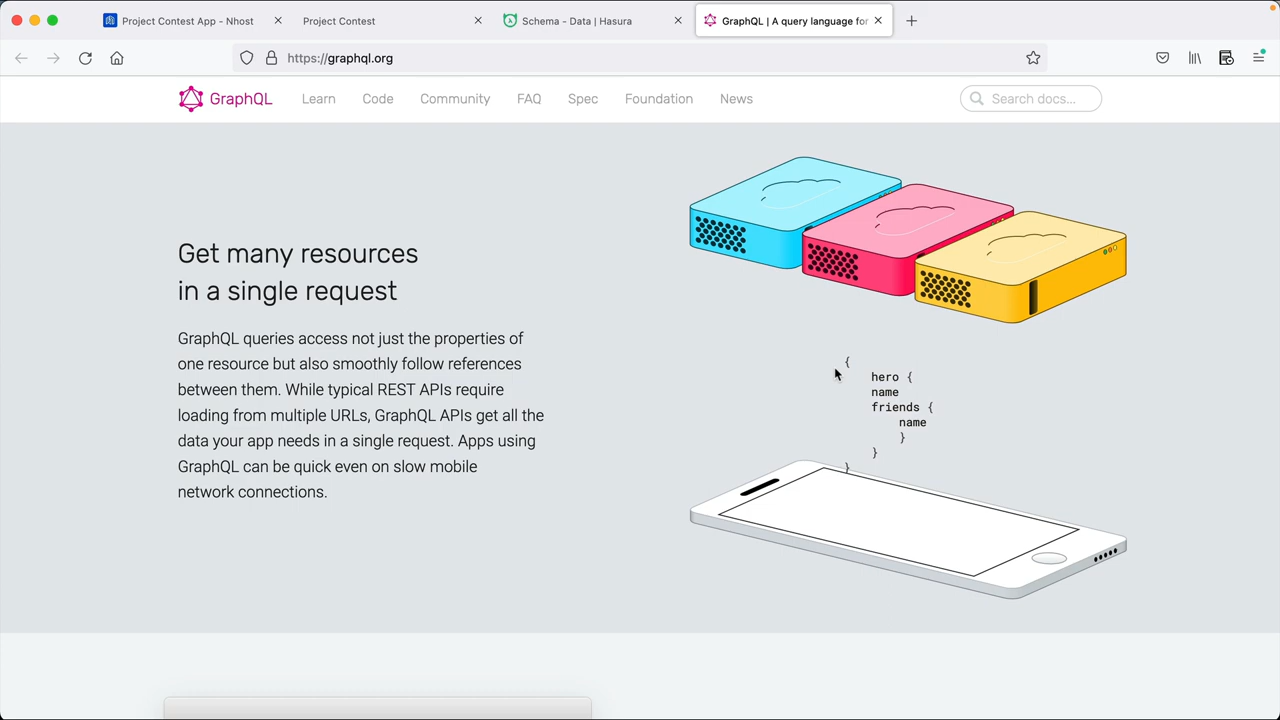 Project Contest App - Nhost
Project Contest
Schema - Data | Hasura
GraphQL | A query language for
https://graphql.org
GraphQL
Learn
Code
Community
FAQ
Spec
Foundation
News
Search docs...
Get many resources
in a single request
GraphQL queries access not just the properties of
one resource but also smoothly follow references
between them. While typical REST APIs require
loading from multiple URLs, GraphQL APIs get all the
data your app needs in a single request. Apps using
GraphQL can be quick even on slow mobile
network connections.
{
hero {
name
friends {
name
}
}
}